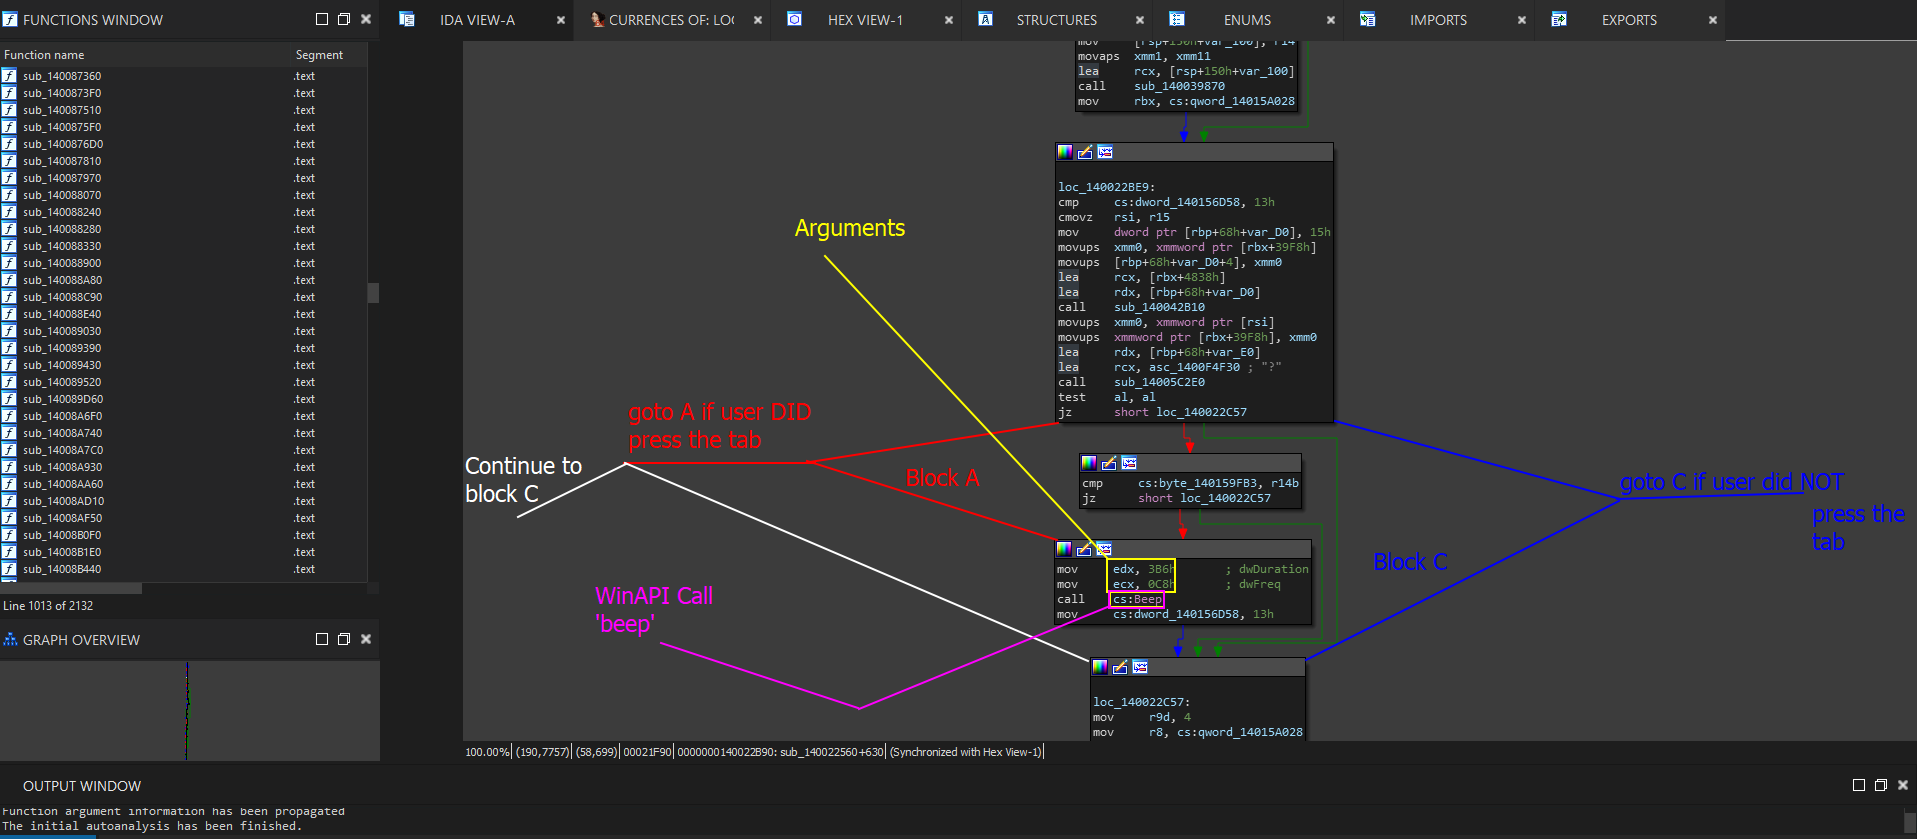 FUNCTIONS WINDOW
IDA VIEW-A
CURRENCES OF: LO
HEX VIEW-1
STRUCTURES
ENUMS
IMPORTS
EXPORTS
Function name Segment
sub_140087360 .text
sub_1400873F0 .text
sub_140087510 .text
sub_1400875F0 .text
sub_1400876D0 .text
sub_140087810 .text
sub_140087970 .text
sub_140088070 .text
sub_140088240 .text
sub_140088280 .text
sub_140088330 .text
sub_140088900 .text
sub_140088A80 .text
sub_140088C90 .text
sub_140088E40 .text
sub_140089030 .text
sub_140089390 .text
sub_140089430 .text
sub_140089520 .text
sub_140089D60 .text
sub_14008A6F0 .text
sub_14008A740 .text
sub_14008A7C0 .text
sub_14008A930 .text
sub_14008AA60 .text
sub_14008AD10 .text
sub_14008AF50 .text
sub_14008B0F0 .text
sub_14008B1E0 .text
sub_14008B440 .text
Line 1013 of 2132
GRAPH OVERVIEW
mov [rsp+150h+var_100], r14
movaps xmm1, xmm11
lea rcx, [rsp+150h+var_100]
call sub_140039870
mov rbx, cs:qword_14015A028
loc_140022BE9:
cmp cs:dword_140156D58, 13h
cmovz rsi, r15
mov dword ptr [rbp+68h+var_D0], 15h
movups xmm0, xmmword ptr [rbx+39F8h]
movups [rbp+68h+var_D0+4], xmm0
lea rcx, [rbx+4838h]
lea rdx, [rbp+68h+var_D0]
call sub_140042B10
movups xmm0, xmmword ptr [rsi]
movups xmmword ptr [rbx+39F8h], xmm0
lea rdx, [rbp+68h+var_E0]
lea rcx, asc_1400F4F30 ; "?"
call sub_14005C2E0
test al, al
jz short loc_140022C57
Arguments
goto A if user DID
press the tab
Continue to
block C
Block A
cmp cs:byte_140159FB3, r14b
jz short loc_140022C57
goto C if user did NOT
press the
tab
Block C
mov edx, 3B6h ; dwDuration
mov ecx, 0C8h ; dwFreq
call cs:Beep
mov cs:dword_140156D58, 13h
WinAPI Call
'beep'
loc_140022C57:
mov r9d, 4
mov r8, cs:qword_14015A028
100.00% (190,7757) (58,699) 00021F90 0000000140022B90: sub_140022560+630 (Synchronized with Hex View-1)
OUTPUT WINDOW
Function argument information has been propagated
The initial autoanalysis has been finished.